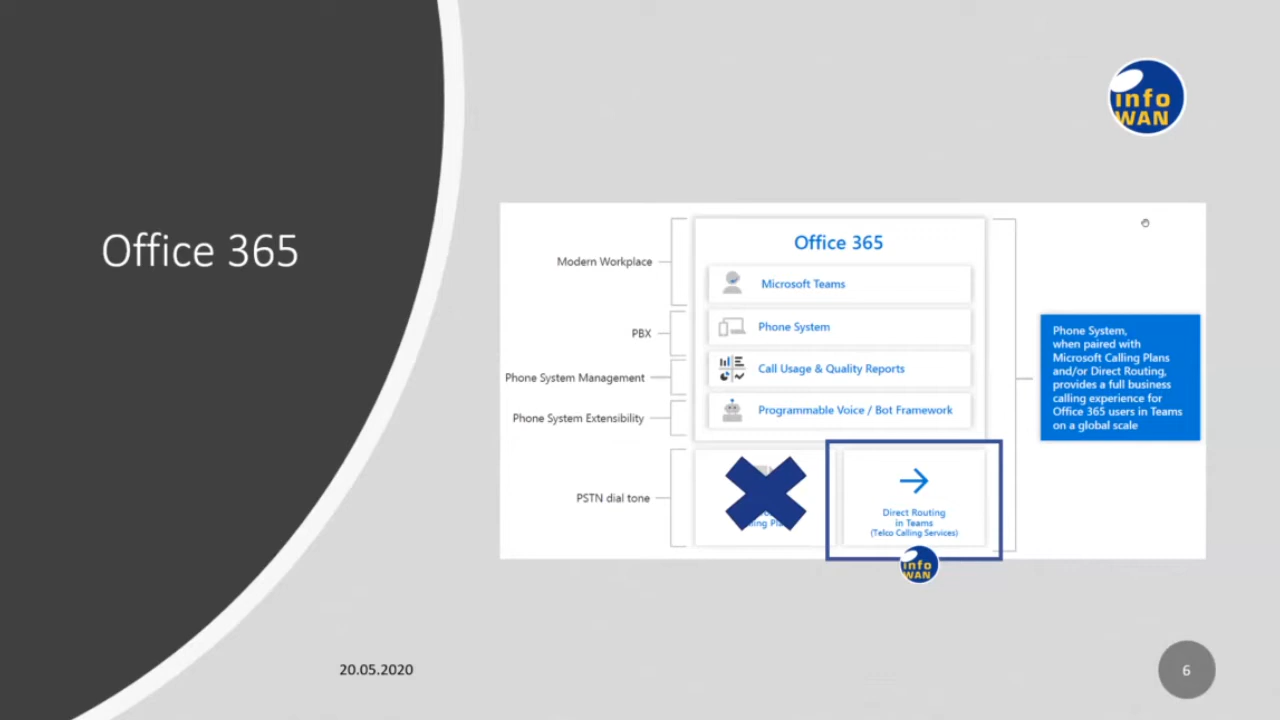 Office 365
info
WAN
Office 365
Modern Workplace
Microsoft Teams
PBX
Phone System
Phone System Management
Call Usage & Quality Reports
Phone System Extensibility
Programmable Voice / Bot Framework
PSTN dial tone
Direct Routing
in Teams
(Telco Calling Services)
info
WAN
Phone System,
when paired with
Microsoft Calling Plans
and/or Direct Routing,
provides a full business
calling experience for
Office 365 users in Teams
on a global scale
20.05.2020
6